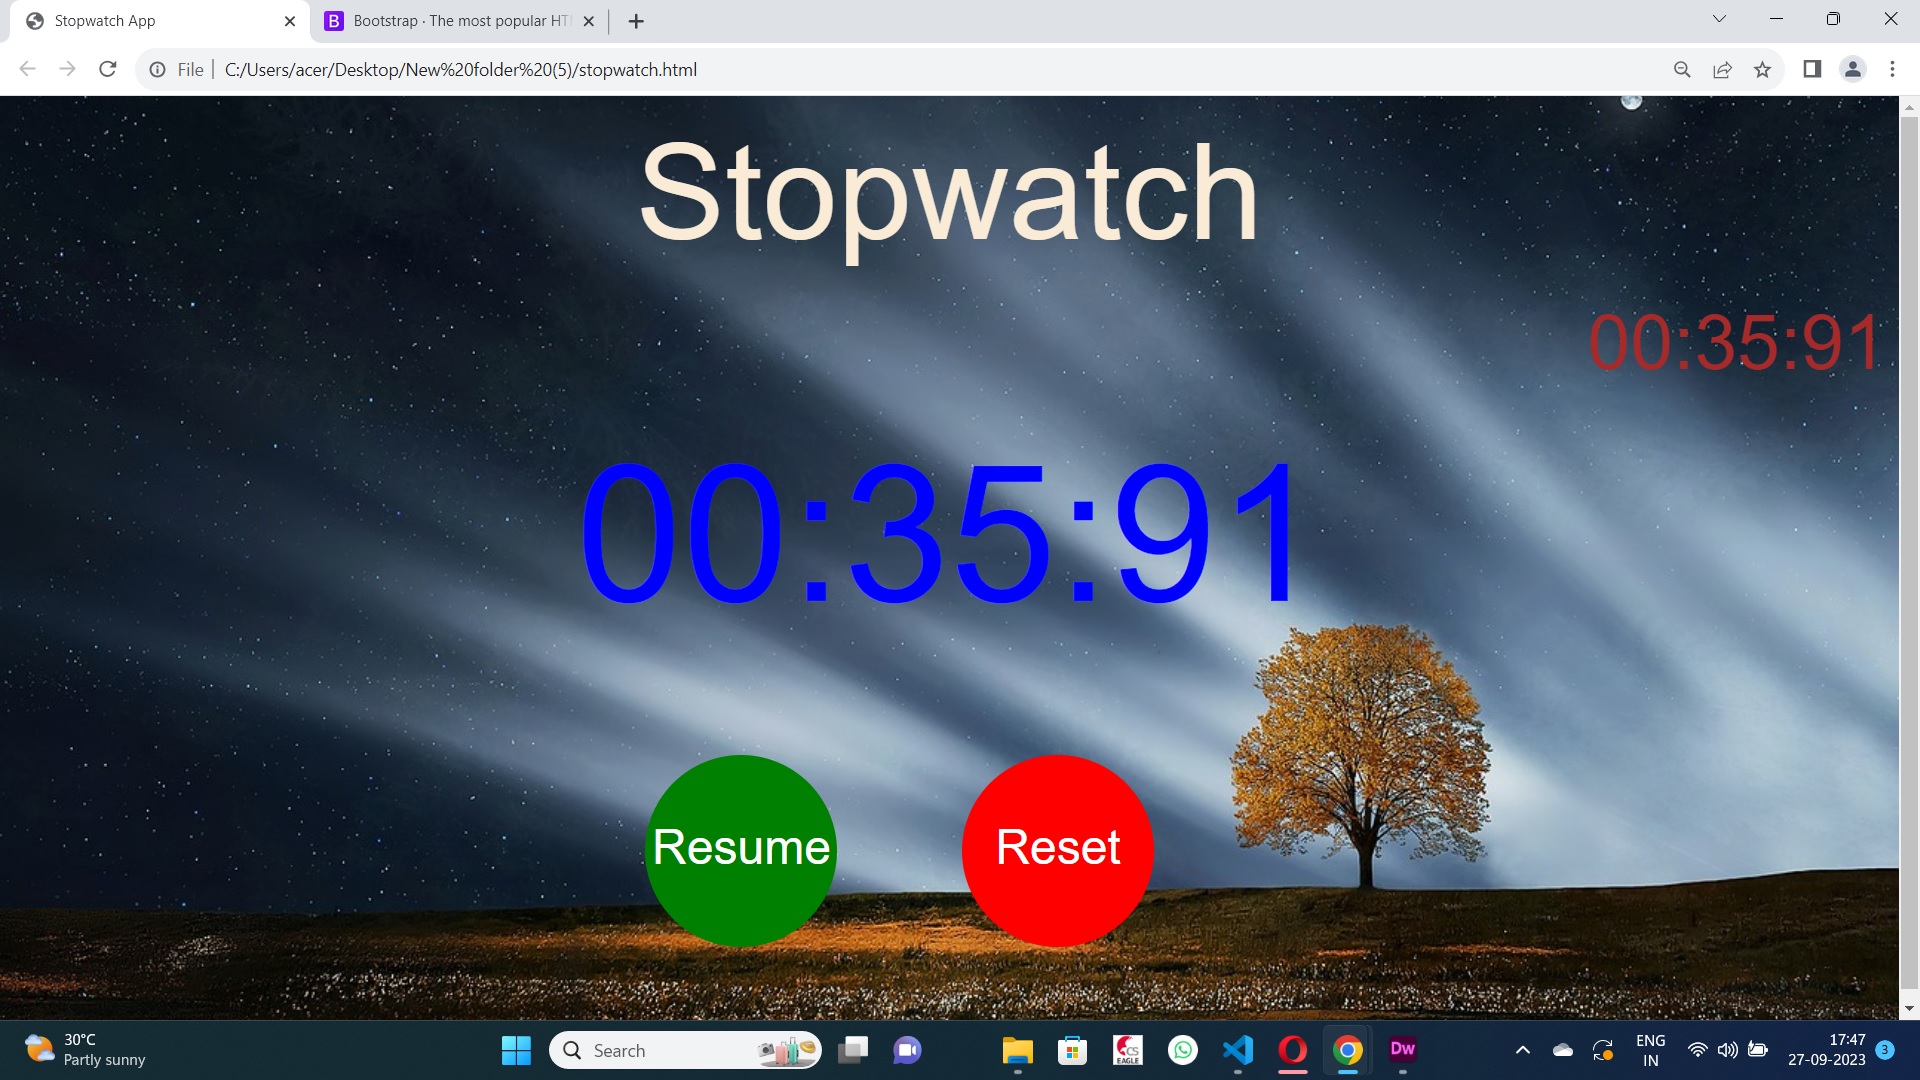 Stopwatch App
Bootstrap · The most popular HT
File
C:/Users/acer/Desktop/New%20folder%20(5)/stopwatch.html
Stopwatch
00:35:91
00:35:91
Resume
Reset
30°C
Partly sunny
Search
CS
EAGLE
Dw
ENG
IN
17:47
27-09-2023
3